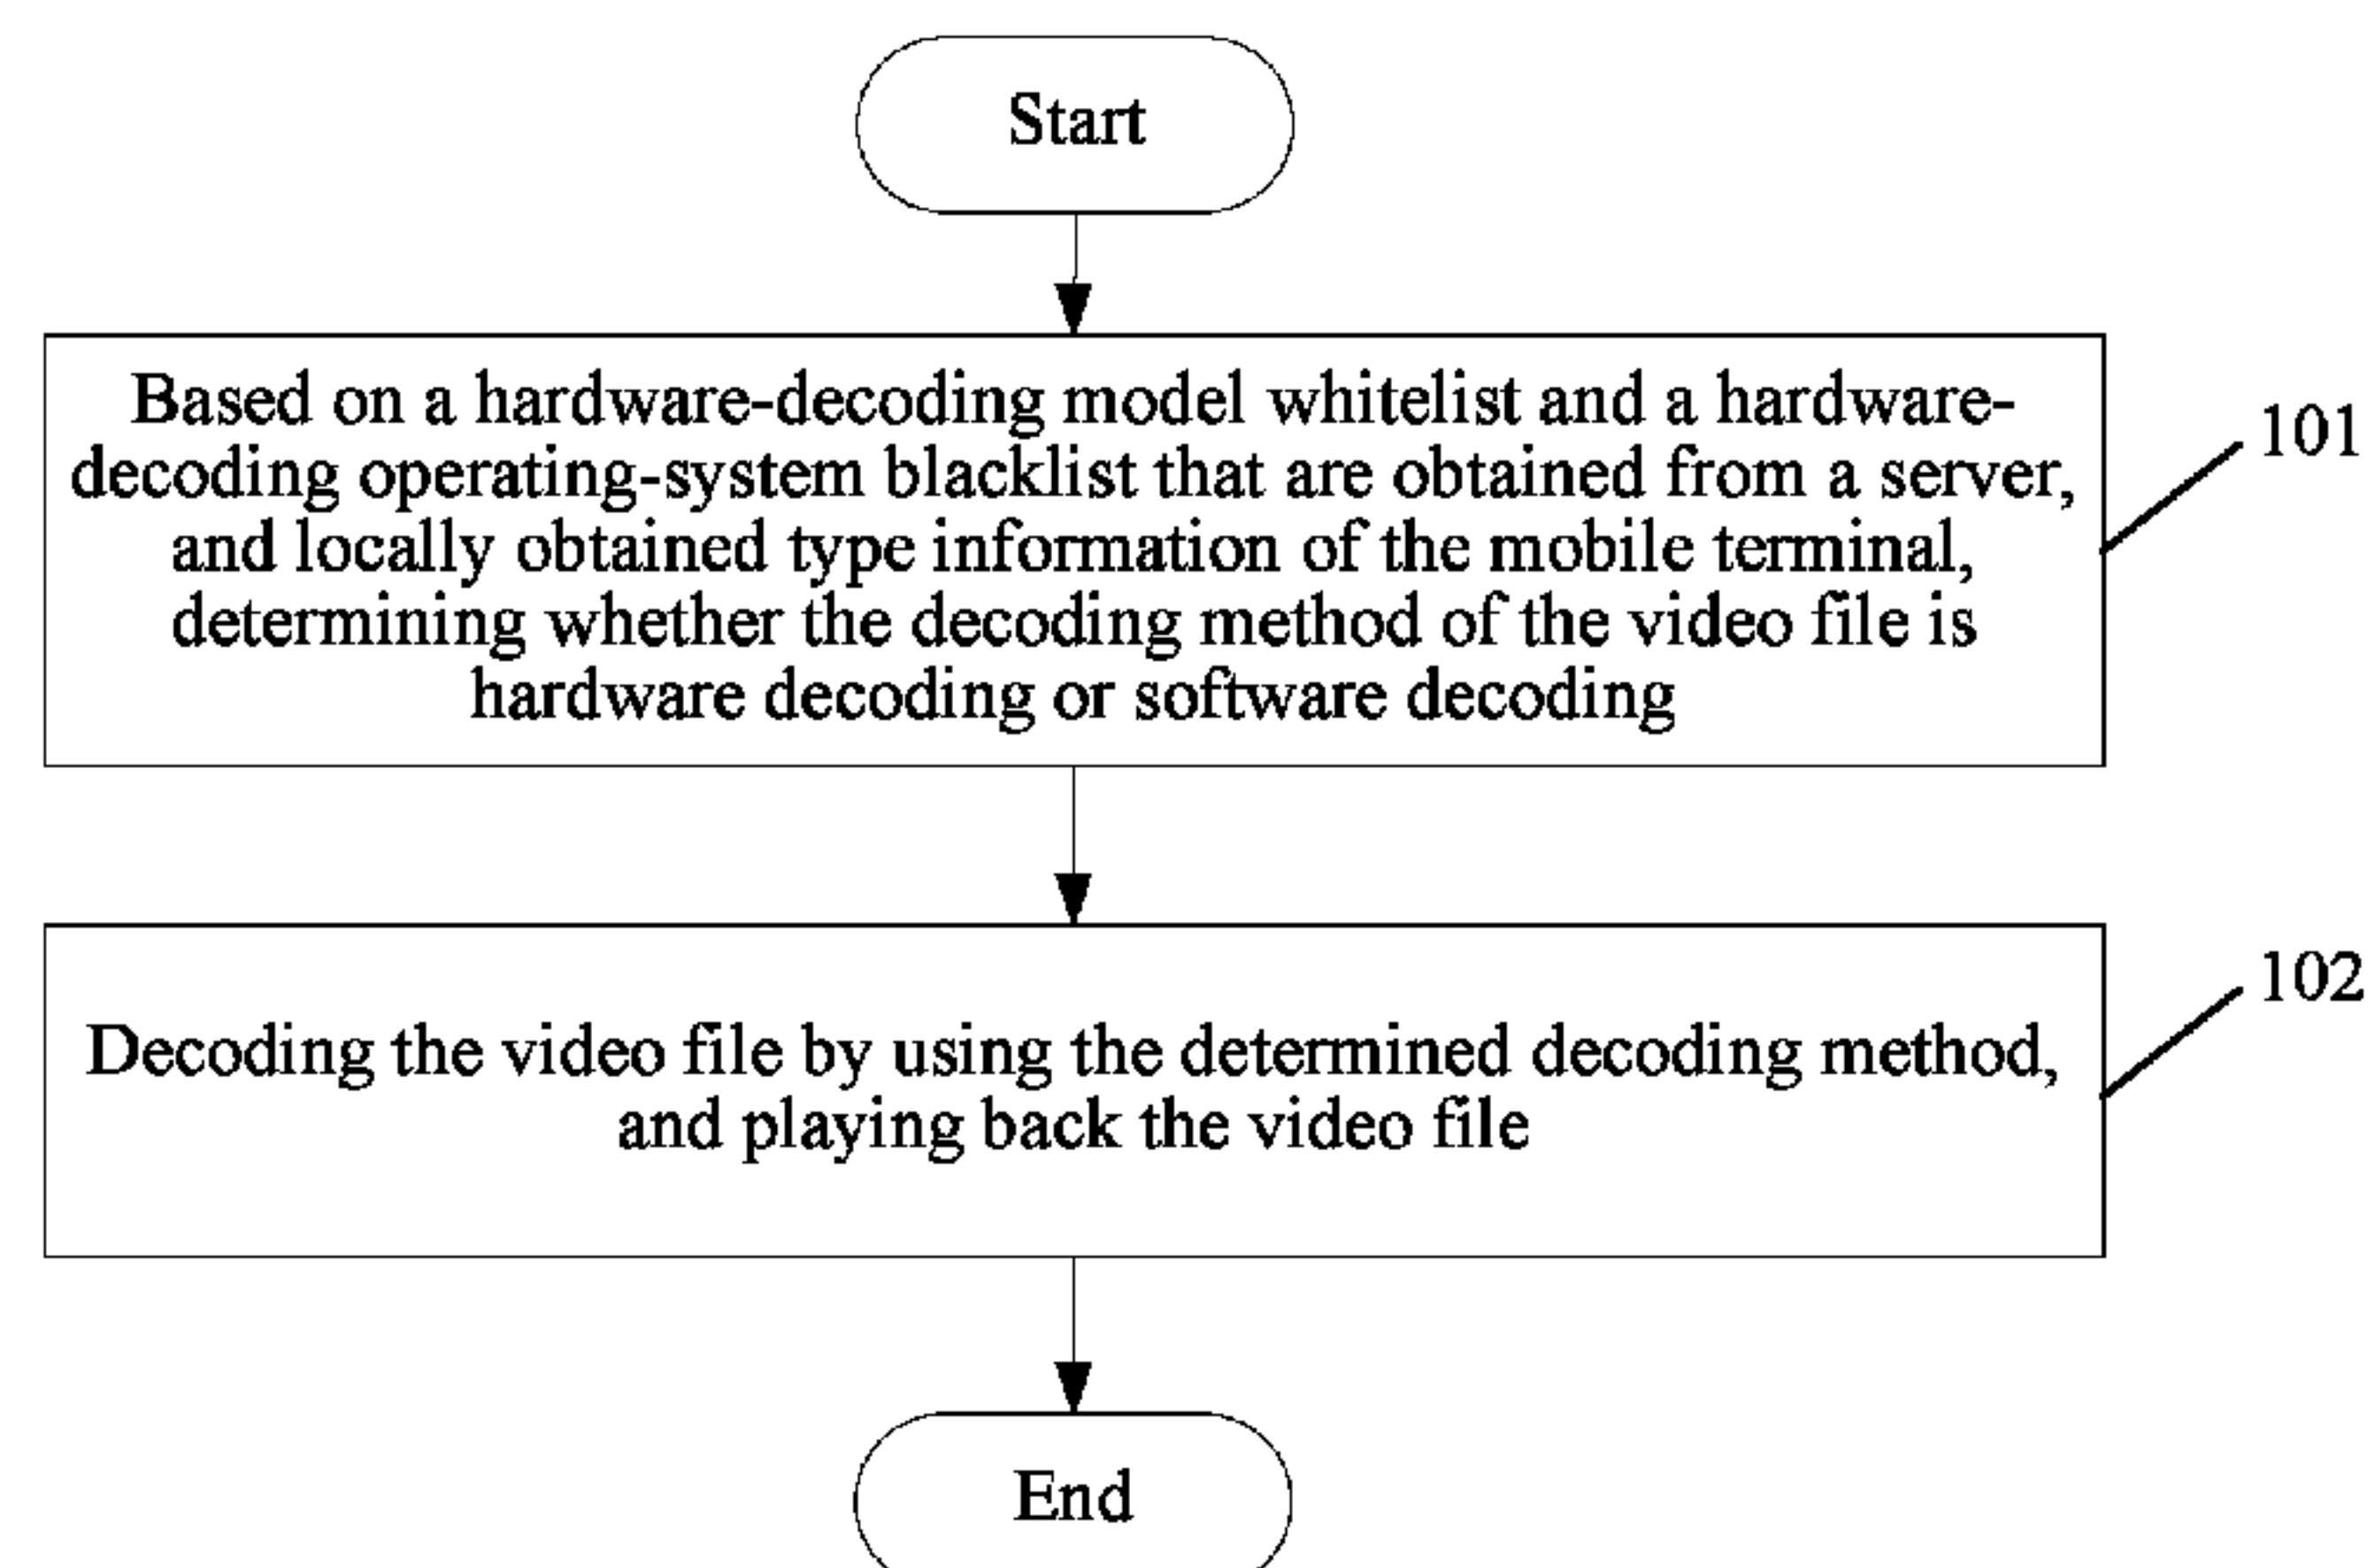 Start
Based on a hardware-decoding model whitelist and a hardware-
decoding operating-system blacklist that are obtained from a server,
and locally obtained type information of the mobile terminal,
determining whether the decoding method of the video file is
hardware decoding or software decoding
101
Decoding the video file by using the determined decoding method,
and playing back the video file
102
End